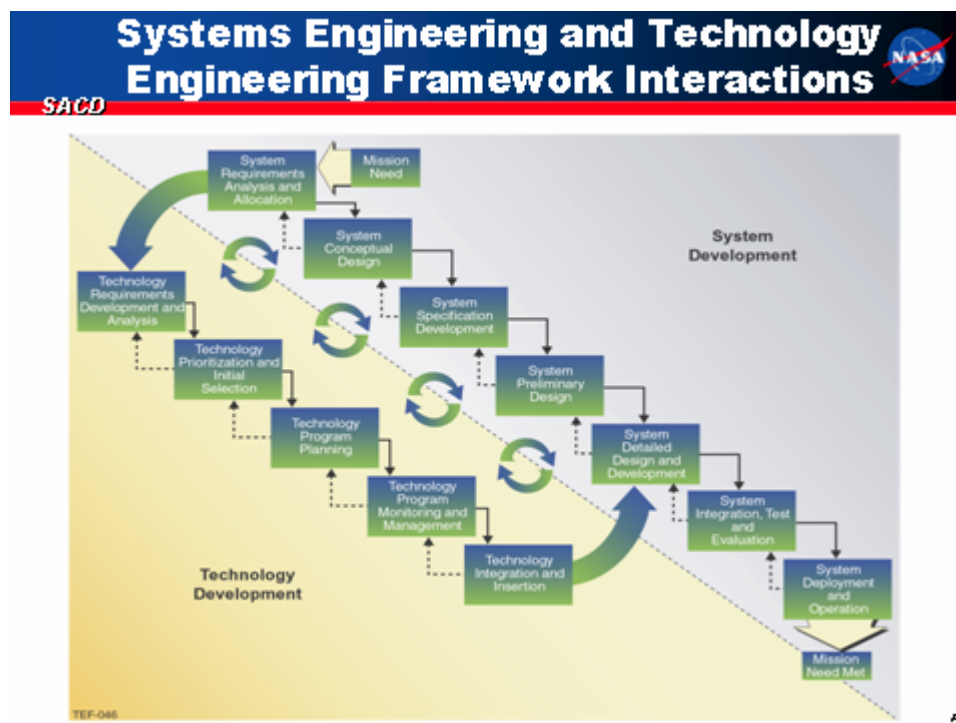 Systems Engineering and Technology
Engineering Framework Interactions
NASA
SACD
System
Requirements
Analysis and
Allocation
Mission
Need
System
Conceptual
Design
System
Development
Technology
Requirements
Development and
Analysis
System
Specification
Development
Technology
Prioritization and
Initial
Selection
System
Preliminary
Design
Technology
Program
Planning
System
Detailed
Design and
Development
Technology
Program
Monitoring and
Management
System
Integration, Test
and
Evaluation
Technology
Integration and
Insertion
System
Deployment
and
Operation
Technology
Development
Mission
Need Met
TEF-046